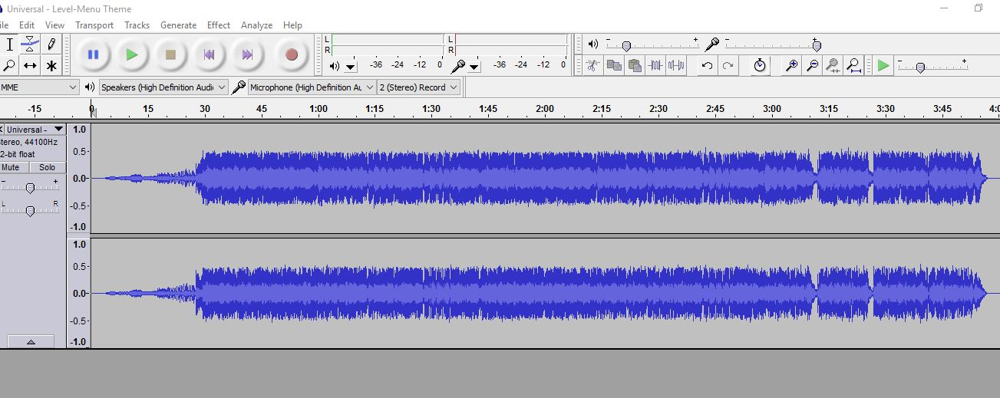 Universal - Level-Menu Theme
ile Edit View Transport Tracks Generate Effect Analyze Help
L
R
-36 -24 -12 0
L
R
-36 -24 -12 0
- +
- +
- +
MME
Speakers (High Definition Audi
Microphone (High Definition Au
2 (Stereo) Record
-15 0 15 30 45 1:00 1:15 1:30 1:45 2:00 2:15 2:30 2:45 3:00 3:15 3:30 3:45 4:0
Universal -
tereo, 44100Hz
2-bit float
Mute Solo
- +
L R
1.0
0.5-
0.0-
-0.5-
-1.0
1.0
0.5-
0.0-
-0.5-
-1.0